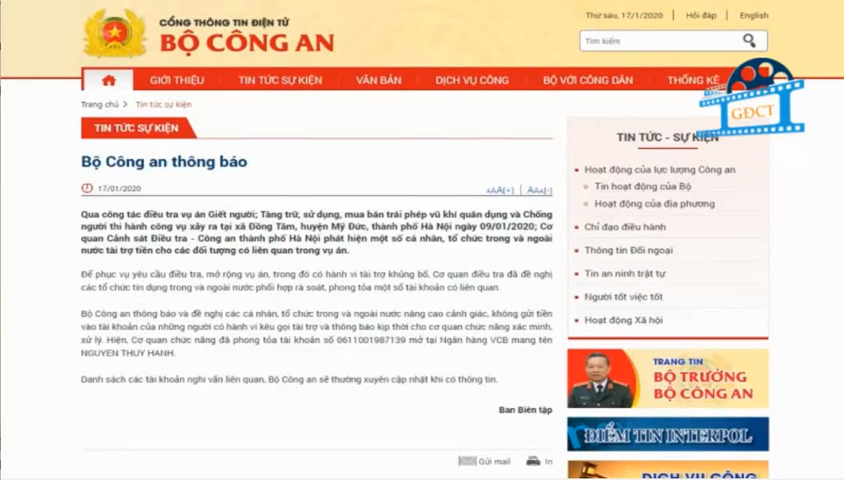 CỔNG THÔNG TIN ĐIỆN TỬ
BỘ CÔNG AN
Thứ sáu, 17/1/2020
Hỏi đáp
English
Tìm kiếm
GIỚI THIỆU
TIN TỨC SỰ KIỆN
VĂN BẢN
DỊCH VỤ CÔNG
BỘ VỚI CÔNG DÂN
THỐNG KÊ
GĐCT
Trang chủ > Tin tức sự kiện
TIN TỨC SỰ KIỆN
Bộ Công an thông báo
17/01/2020
Qua công tác điều tra vụ án Giết người; Tàng trữ, sử dụng, mua bán trái phép vũ khí quân dụng và Chống
người thi hành công vụ xảy ra tại xã Đồng Tâm, huyện Mỹ Đức, thành phố Hà Nội ngày 09/01/2020; Cơ
quan Cảnh sát Điều tra - Công an thành phố Hà Nội phát hiện một số cá nhân, tổ chức trong và ngoài
nước tài trợ tiền cho các đối tượng có liên quan trong vụ án.
Để phục vụ yêu cầu điều tra, mở rộng vụ án, trong đó có hành vi tài trợ khủng bố, Cơ quan điều tra đã đề nghị
các tổ chức tín dụng trong và ngoài nước phối hợp rà soát, phong tỏa một số tài khoản có liên quan.
Bộ Công an thông báo và đề nghị các cá nhân, tổ chức trong và ngoài nước nâng cao cảnh giác, không gửi tiền
vào tài khoản của những người có hành vi kêu gọi tài trợ và thông báo kịp thời cho cơ quan chức năng xác minh,
xử lý. Hiện, Cơ quan chức năng đã phong tỏa tài khoản số 0611001987139 mở tại Ngân hàng VCB mang tên
NGUYEN THUY HANH.
Danh sách các tài khoản nghi vấn liên quan, Bộ Công an sẽ thường xuyên cập nhật khi có thông tin.
Ban Biên tập
Gửi mail
In
TIN TỨC - SỰ KIỆN
Hoạt động của lực lượng Công an
Tin hoạt động của Bộ
Hoạt động của địa phương
Chỉ đạo điều hành
Thông tin Đối ngoại
Tin an ninh trật tự
Người tốt việc tốt
Hoạt động Xã hội
TRANG TIN
BỘ TRƯỞNG
BỘ CÔNG AN
ĐIỂM TIN INTERPOL
DỊCH VỤ CÔNG